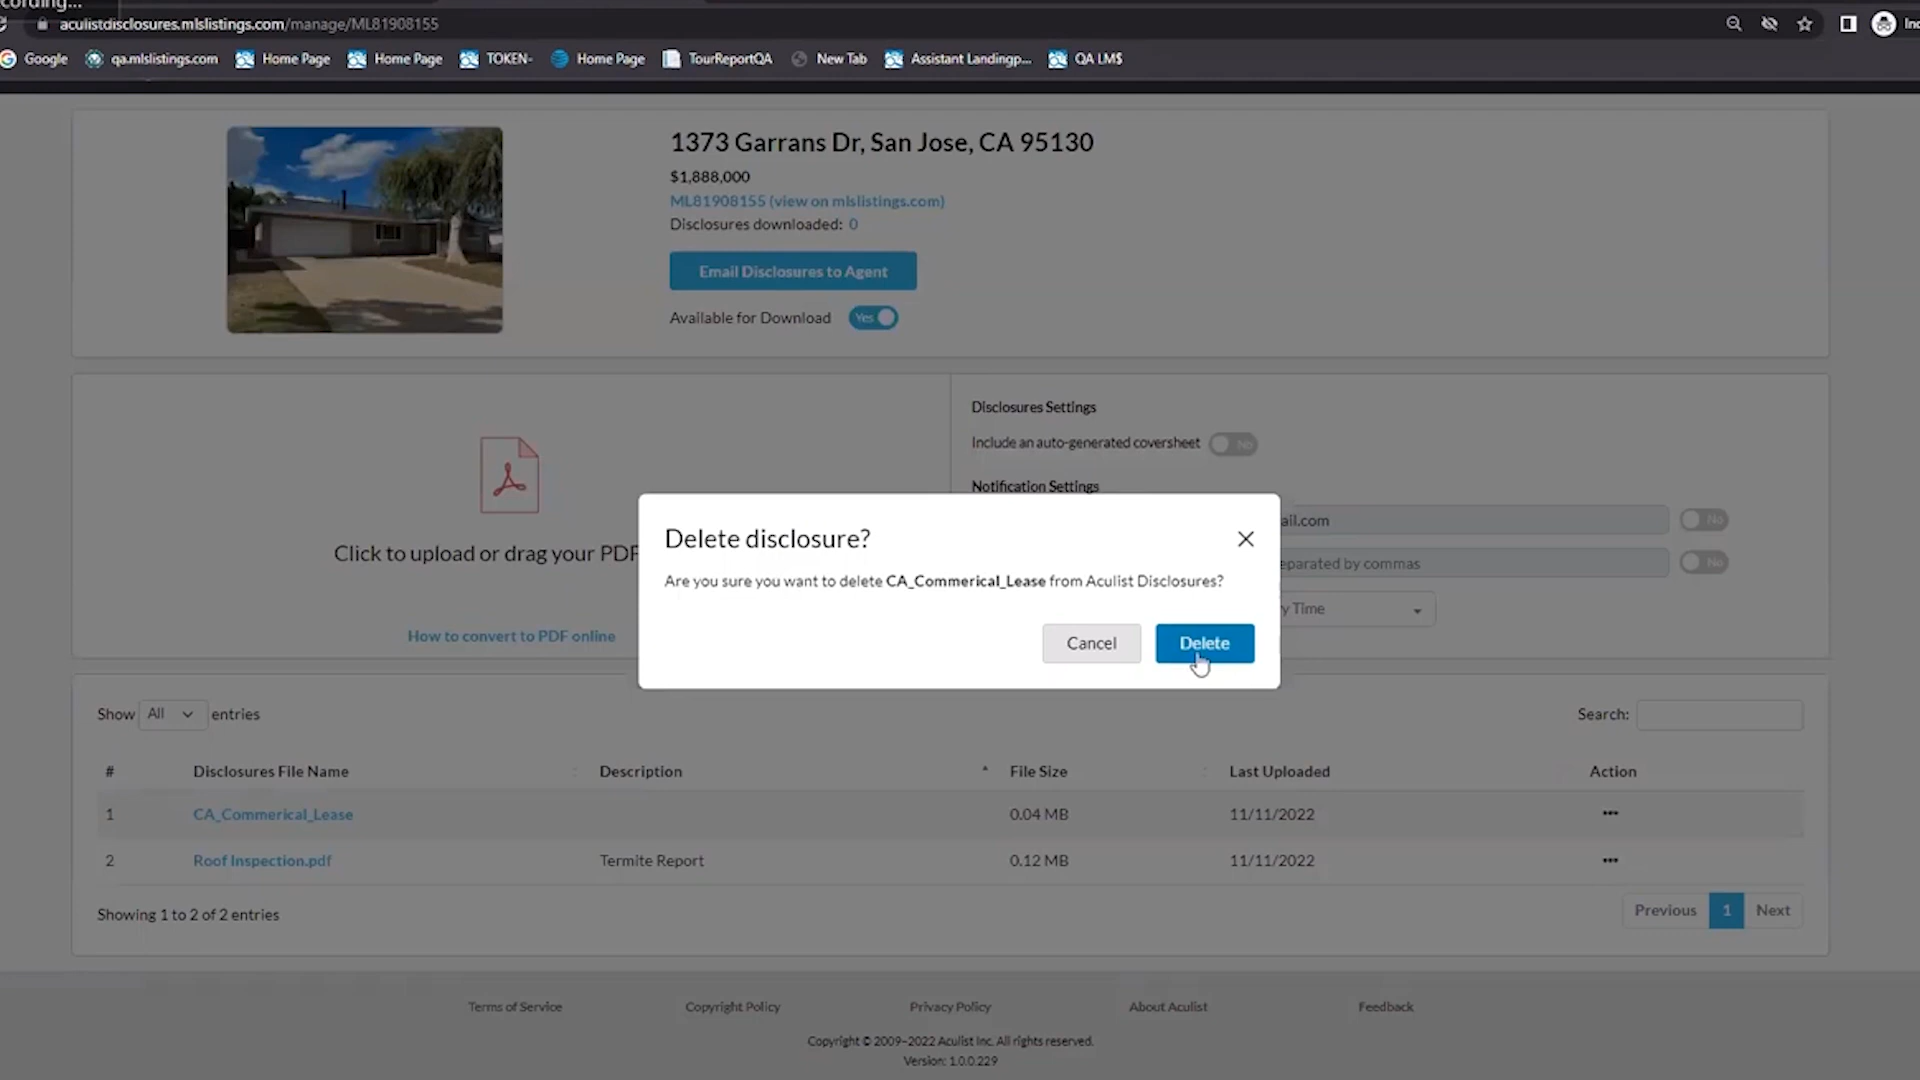 cording...
aculistdisclosures.mlslistings.com/manage/ML81908155
Google qa.mlslistings.com Home Page Home Page TOKEN- Home Page TourReportQA New Tab Assistant Landingp... QA LM$
1373 Garrans Dr, San Jose, CA 95130
$1,888,000
ML81908155 (view on mlslistings.com)
Disclosures downloaded: 0
Email Disclosures to Agent
Available for Download Yes
Disclosures Settings
Include an auto-generated coversheet No
Notification Settings
ail.com No
eparated by commas No
y Time
Click to upload or drag your PDF
How to convert to PDF online
Delete disclosure?
Are you sure you want to delete CA_Commerical_Lease from Aculist Disclosures?
Cancel Delete
Show All entries Search:
# Disclosures File Name Description File Size Last Uploaded Action
1 CA_Commerical_Lease 0.04 MB 11/11/2022 •••
2 Roof Inspection.pdf Termite Report 0.12 MB 11/11/2022 •••
Showing 1 to 2 of 2 entries Previous 1 Next
Terms of Service Copyright Policy Privacy Policy About Aculist Feedback
Copyright © 2009-2022 Aculist Inc. All rights reserved.
Version: 1.0.0.229